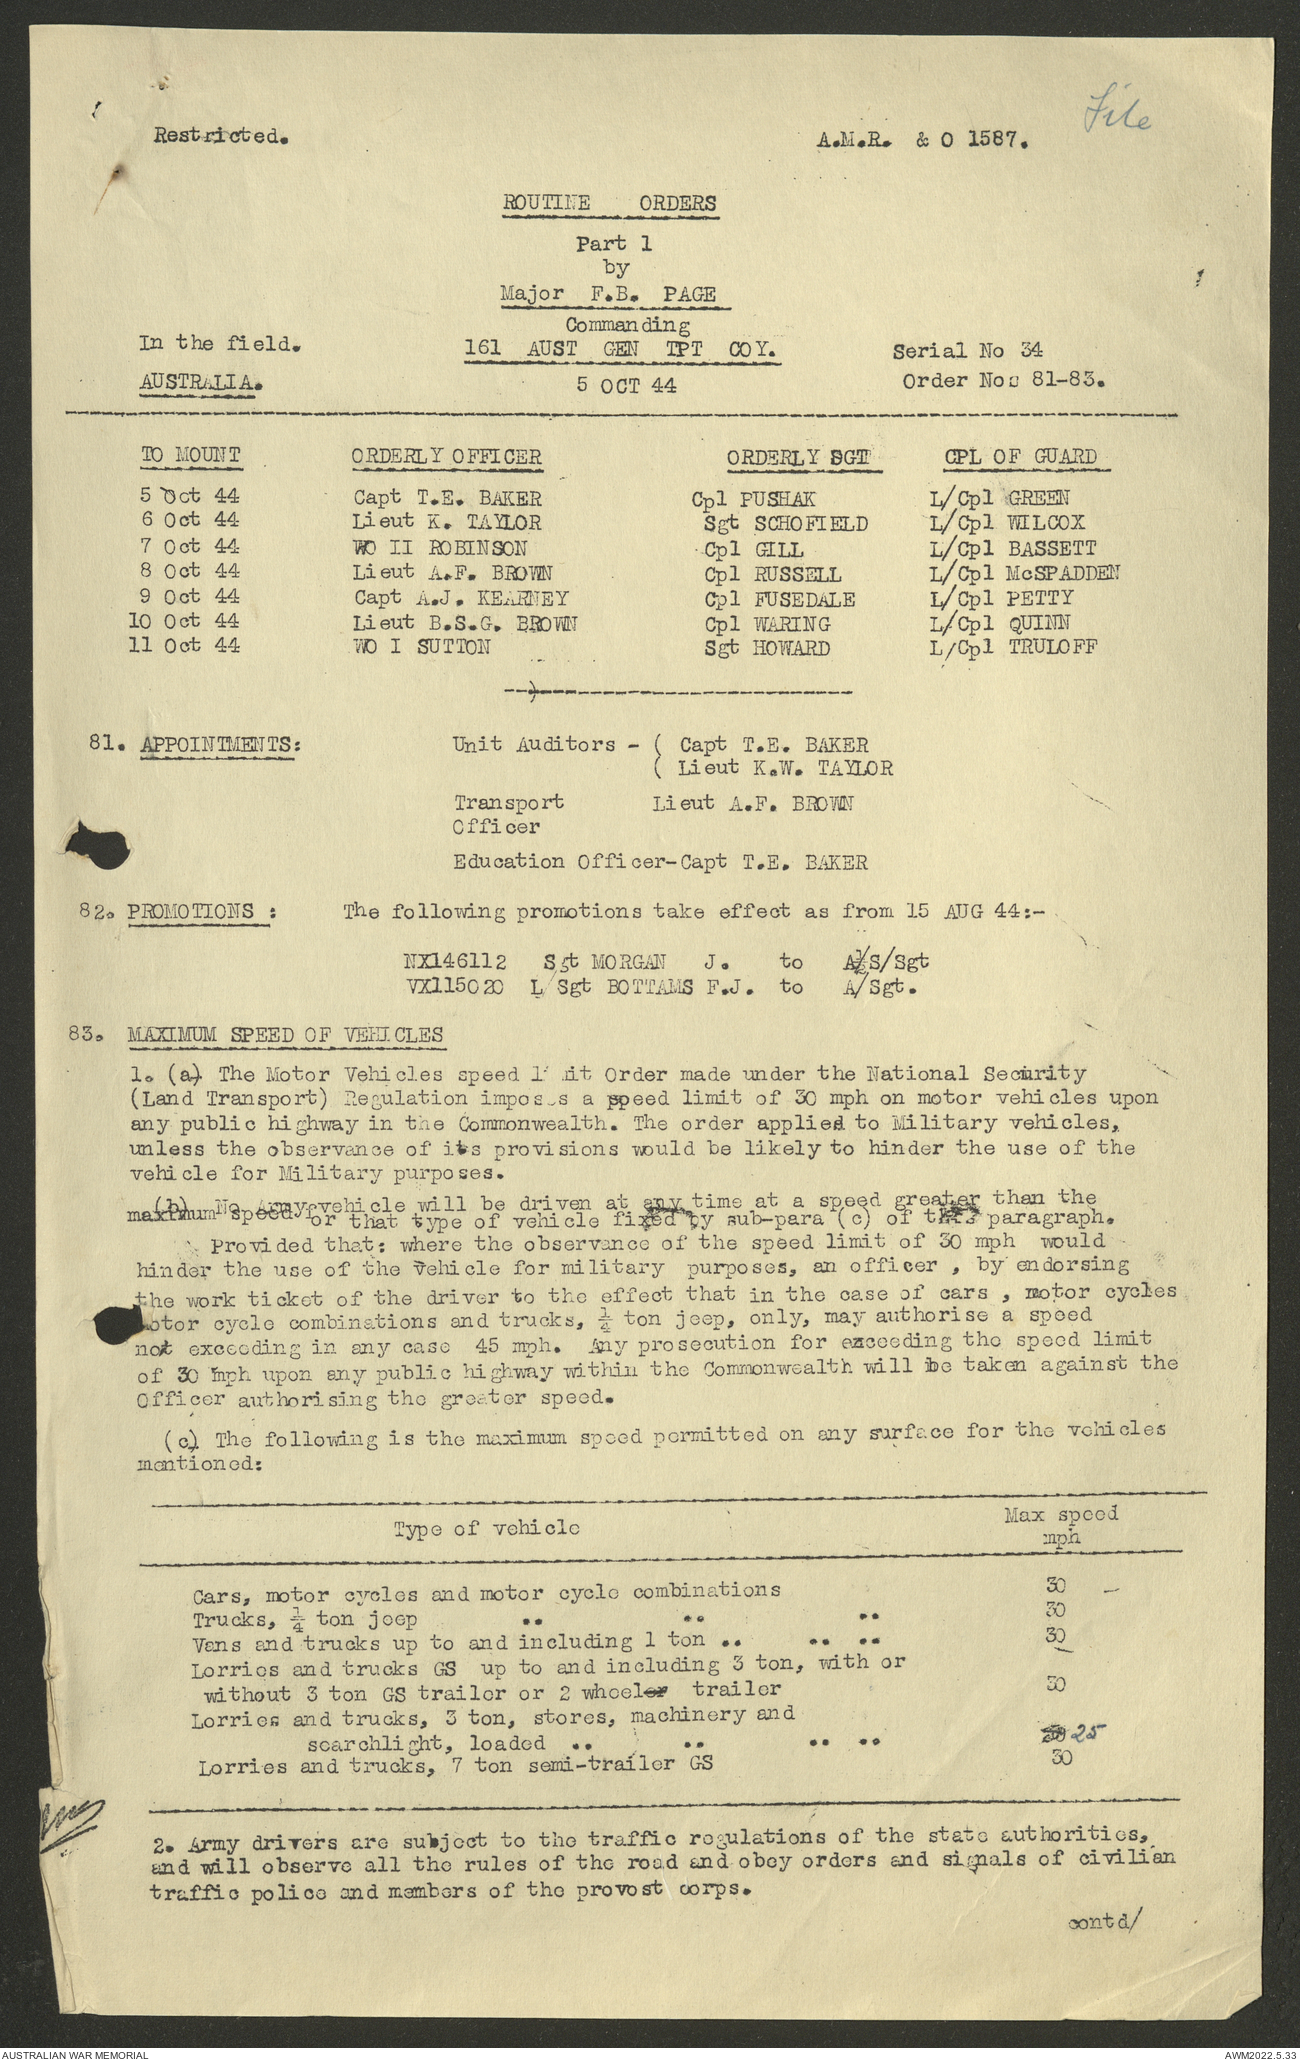 File
Restricted. A.M.R. & O 1587.
ROUTINE ORDERS
Part 1
by
Major F.B. PAGE
Commanding
In the field. 161 AUST GEN TPT COY. Serial No 34
AUSTRALIA. 5 OCT 44 Order Nos 81-83.
TO MOUNT ORDERLY OFFICER ORDERLY SGT CPL OF GUARD
5 Oct 44 Capt T.E. BAKER Cpl PUSHAK L/Cpl GREEN
6 Oct 44 Lieut K. TAYLOR Sgt SCHOFIELD L/Cpl WILCOX
7 Oct 44 WO II ROBINSON Cpl GILL L/Cpl BASSETT
8 Oct 44 Lieut A.F. BROWN Cpl RUSSELL L/Cpl McSPADDEN
9 Oct 44 Capt A.J. KEARNEY Cpl FUSEDALE L/Cpl PETTY
10 Oct 44 Lieut B.S.G. BROWN Cpl WARING L/Cpl QUINN
11 Oct 44 WO I SUTTON Sgt HOWARD L/Cpl TRULOFF
81. APPOINTMENTS: Unit Auditors - ( Capt T.E. BAKER
( Lieut K.W. TAYLOR
Transport Lieut A.F. BROWN
Officer
Education Officer-Capt T.E. BAKER
82. PROMOTIONS : The following promotions take effect as from 15 AUG 44:-
NX146112 Sgt MORGAN J. to A/S/Sgt
VX115020 L/Sgt BOTTAMS F.J. to A/Sgt.
83. MAXIMUM SPEED OF VEHICLES
1. (a) The Motor Vehicles speed limit Order made under the National Security
(Land Transport) Regulation imposes a speed limit of 30 mph on motor vehicles upon
any public highway in the Commonwealth. The order applied to Military vehicles,
unless the observance of its provisions would be likely to hinder the use of the
vehicle for Military purposes.
(b) No Army vehicle will be driven at any time at a speed greater than the
maximum speed for that type of vehicle fixed by sub-para (c) of this paragraph.
Provided that: where the observance of the speed limit of 30 mph would
hinder the use of the vehicle for military purposes, an officer , by endorsing
the work ticket of the driver to the effect that in the case of cars , motor cycles
motor cycle combinations and trucks, ¼ ton jeep, only, may authorise a speed
not exceeding in any case 45 mph. Any prosecution for exceeding the speed limit
of 30 mph upon any public highway within the Commonwealth will be taken against the
Officer authorising the greater speed.
(c) The following is the maximum speed permitted on any surface for the vehicles
mentioned:
Type of vehicle Max speed
mph
Cars, motor cycles and motor cycle combinations 30
Trucks, ¼ ton jeep .. .. .. 30
Vans and trucks up to and including 1 ton .. .. .. 30
Lorries and trucks GS up to and including 3 ton, with or
without 3 ton GS trailer or 2 wheeler trailer 30
Lorries and trucks, 3 ton, stores, machinery and
searchlight, loaded .. .. .. .. 25
Lorries and trucks, 7 ton semi-trailer GS 30
2. Army drivers are subject to the traffic regulations of the state authorities,
and will observe all the rules of the road and obey orders and signals of civilian
traffic police and members of the provost corps.
contd/
AUSTRALIAN WAR MEMORIAL AWM2022.5.33